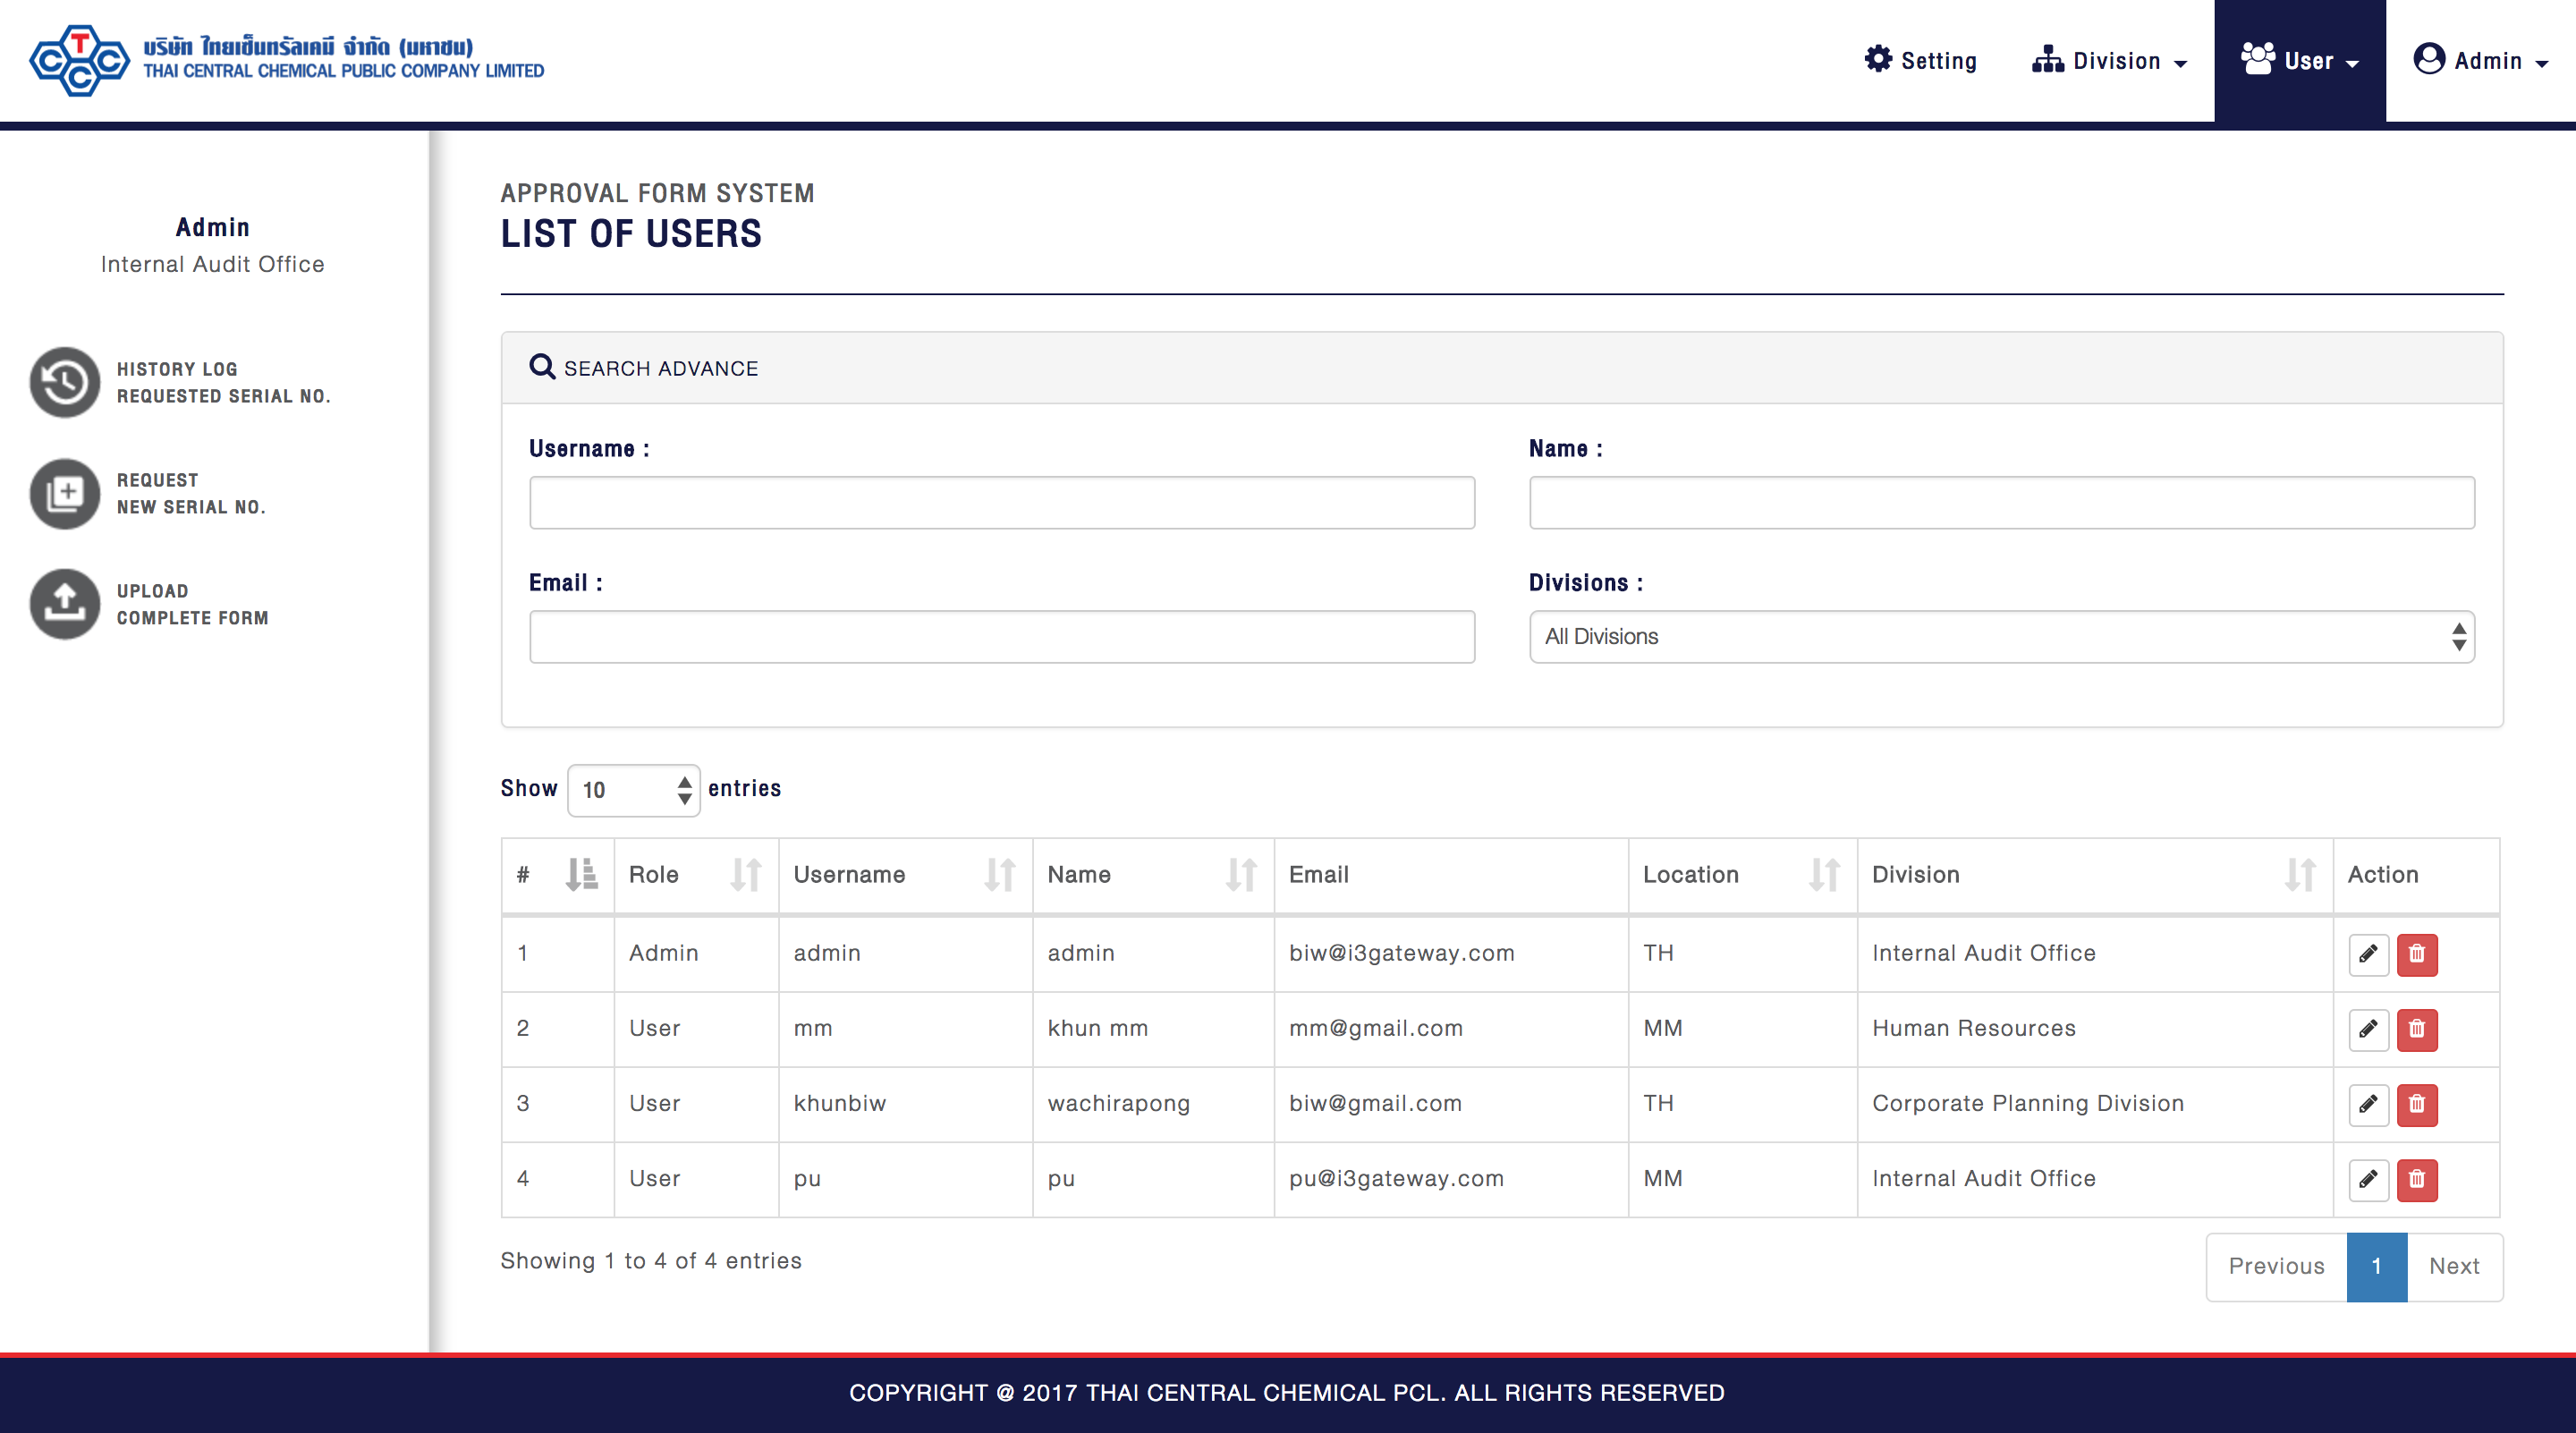 T
C C
C
บริษัท ไทยเซ็นทรัลเคมี จำกัด (มหาชน)
THAI CENTRAL CHEMICAL PUBLIC COMPANY LIMITED
Setting
Division
User
Admin
Admin
Internal Audit Office
HISTORY LOG
REQUESTED SERIAL NO.
REQUEST
NEW SERIAL NO.
UPLOAD
COMPLETE FORM
APPROVAL FORM SYSTEM
LIST OF USERS
SEARCH ADVANCE
Username :
Name :
Email :
Divisions :
All Divisions
Show 10 entries
# Role Username Name Email Location Division Action
1 Admin admin admin biw@i3gateway.com TH Internal Audit Office
2 User mm khun mm mm@gmail.com MM Human Resources
3 User khunbiw wachirapong biw@gmail.com TH Corporate Planning Division
4 User pu pu pu@i3gateway.com MM Internal Audit Office
Showing 1 to 4 of 4 entries
Previous 1 Next
COPYRIGHT @ 2017 THAI CENTRAL CHEMICAL PCL. ALL RIGHTS RESERVED